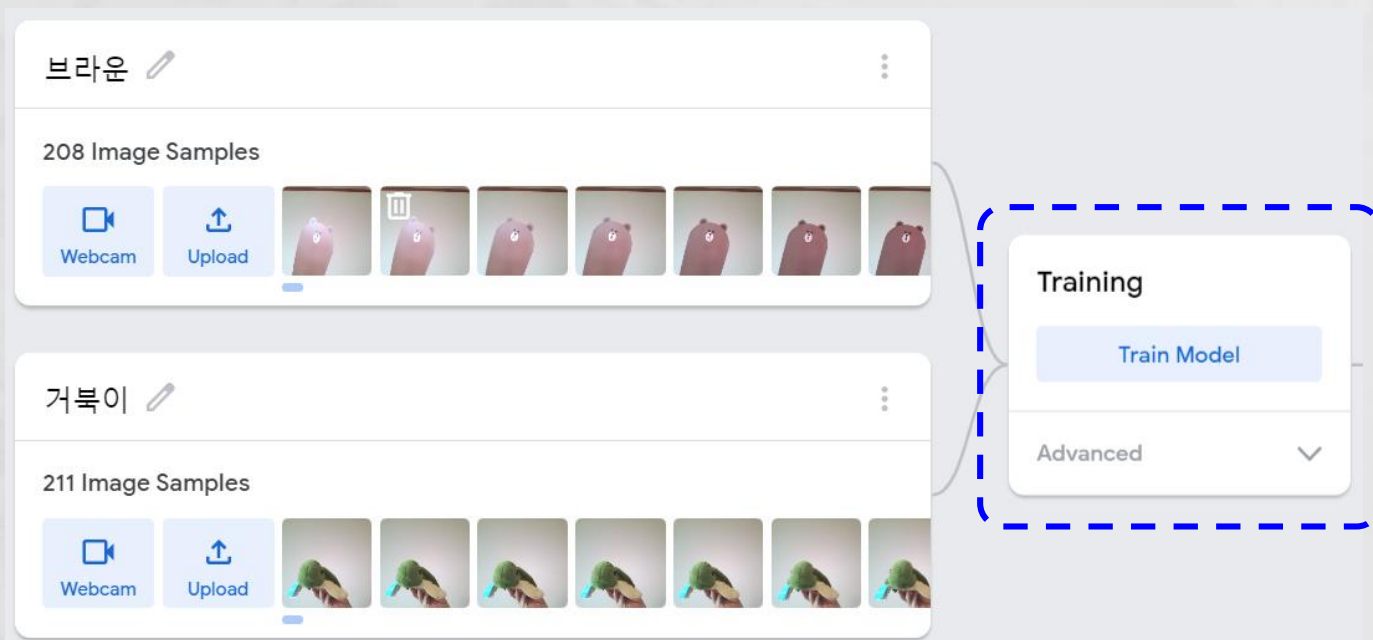 브라운
208 Image Samples
Webcam
Upload
거북이
211 Image Samples
Webcam
Upload
Training
Train Model
Advanced